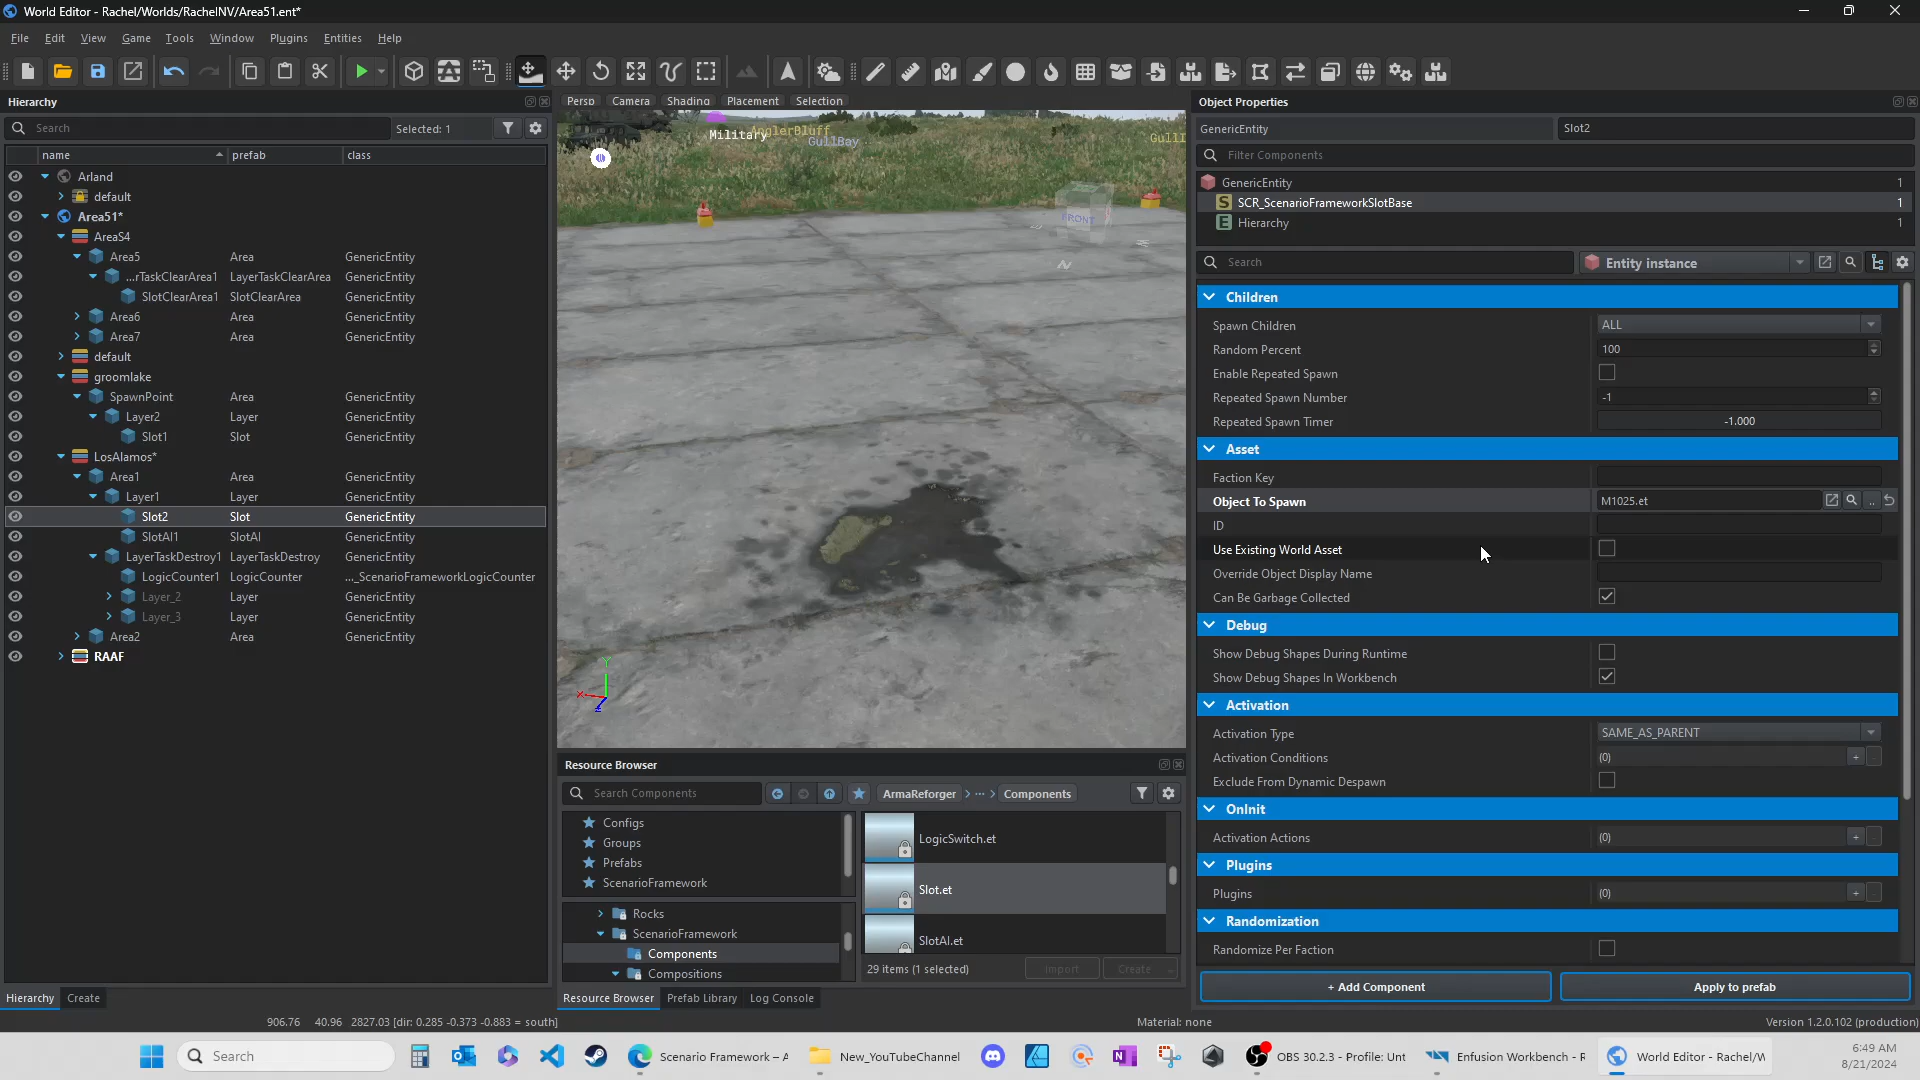 World Editor - Rachel/Worlds/RachelNV/Area51.ent*
File Edit View Game Tools Window Plugins Entities Help
Hierarchy
Search
Selected: 1
name prefab class
Arland
default
Area51*
AreaS4
Area5 Area GenericEntity
...rTaskClearArea1 LayerTaskClearArea GenericEntity
SlotClearArea1 SlotClearArea GenericEntity
Area6 Area GenericEntity
Area7 Area GenericEntity
default
groomlake
SpawnPoint Area GenericEntity
Layer2 Layer GenericEntity
Slot1 Slot GenericEntity
LosAlamos*
Area1 Area GenericEntity
Layer1 Layer GenericEntity
Slot2 Slot GenericEntity
SlotAI1 SlotAI GenericEntity
LayerTaskDestroy1 LayerTaskDestroy GenericEntity
LogicCounter1 LogicCounter ..._ScenarioFrameworkLogicCounter
Layer_2 Layer GenericEntity
Layer_3 Layer GenericEntity
Area2 Area GenericEntity
RAAF
Hierarchy Create
Persp Camera Shading Placement Selection
Military AnglerBluff
GullBay
FRONT
X
Y
Z
Resource Browser
Search Components
ArmaReforger > ... > Components
Configs
Groups
Prefabs
ScenarioFramework
Rocks
ScenarioFramework
Components
Compositions
LogicSwitch.et
Slot.et
SlotAI.et
29 items (1 selected)
Import
Create
Resource Browser Prefab Library Log Console
Object Properties
GenericEntity
Slot2
Filter Components
GenericEntity 1
SCR_ScenarioFrameworkSlotBase 1
Hierarchy 1
Search
Entity instance
Children
Spawn Children ALL
Random Percent 100
Enable Repeated Spawn
Repeated Spawn Number -1
Repeated Spawn Timer -1.000
Asset
Faction Key
Object To Spawn M1025.et ..
ID
Use Existing World Asset
Override Object Display Name
Can Be Garbage Collected
Debug
Show Debug Shapes During Runtime
Show Debug Shapes In Workbench
Activation
Activation Type SAME_AS_PARENT
Activation Conditions (0) +
Exclude From Dynamic Despawn
OnInit
Activation Actions (0) +
Plugins
Plugins (0) +
Randomization
Randomize Per Faction
+ Add Component
Apply to prefab
906.76 40.96 2827.03 [dir: 0.285 -0.373 -0.883 = south]
Material: none
Version 1.2.0.102 (production)
Search
Scenario Framework – A
New_YouTubeChannel
OBS 30.2.3 - Profile: Unt
Enfusion Workbench - R
World Editor - Rachel/W
6:49 AM
8/21/2024